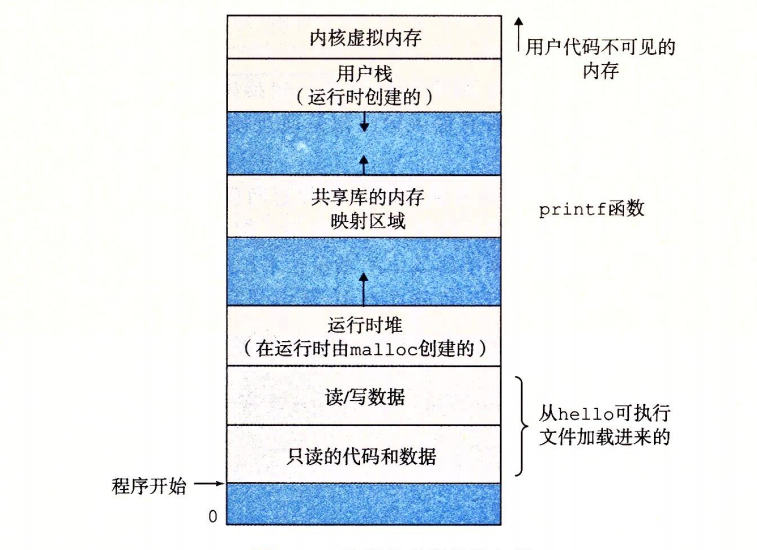 内核虚拟内存
用户代码不可见的
内存
用户栈
（运行时创建的）
共享库的内存
映射区域
printf函数
运行时堆
（在运行时由malloc创建的）
读/写数据
从hello可执行
文件加载进来的
只读的代码和数据
程序开始
0